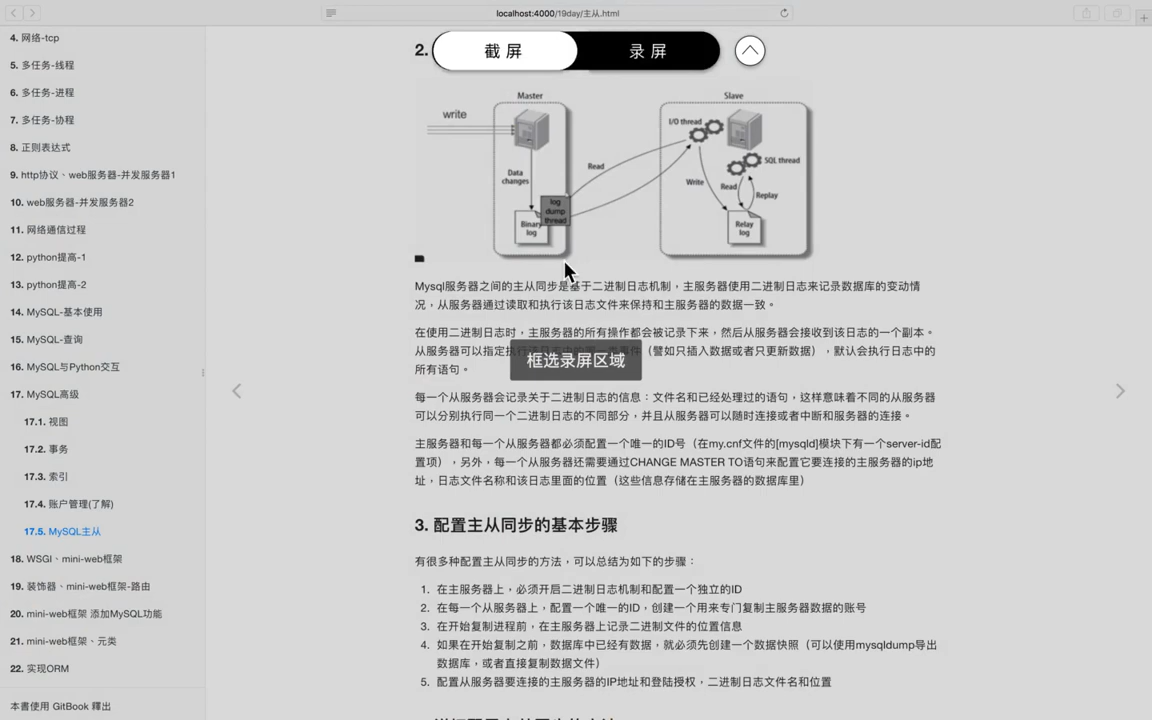 localhost:4000/19day/主从.html
4. 网络-tcp
5. 多任务-线程
6. 多任务-进程
7. 多任务-协程
8. 正则表达式
9. http协议、web服务器-并发服务器1
10. web服务器-并发服务器2
11. 网络通信过程
12. python提高-1
13. python提高-2
14. MySQL-基本使用
15. MySQL-查询
16. MySQL与Python交互
17. MySQL高级
17.1. 视图
17.2. 事务
17.3. 索引
17.4. 账户管理(了解)
17.5. MySQL主从
18. WSGI、mini-web框架
19. 装饰器、mini-web框架-路由
20. mini-web框架 添加MySQL功能
21. mini-web框架、元类
22. 实现ORM
本書使用 GitBook 釋出
2.
截屏
录屏
Master
Slave
write
I/O thread
SQL thread
Data
changes
Read
Write
Read
Replay
log
dump
thread
Binary
log
Relay
log
Mysql服务器之间的主从同步是基于二进制日志机制，主服务器使用二进制日志来记录数据库的变动情
况，从服务器通过读取和执行该日志文件来保持和主服务器的数据一致。
在使用二进制日志时，主服务器的所有操作都会被记录下来，然后从服务器会接收到该日志的一个副本。
从服务器可以指定执行该日志中的哪一类事件（譬如只插入数据或者只更新数据），默认会执行日志中的
所有语句。
框选录屏区域
每一个从服务器会记录关于二进制日志的信息：文件名和已经处理过的语句，这样意味着不同的从服务器
可以分别执行同一个二进制日志的不同部分，并且从服务器可以随时连接或者中断和服务器的连接。
主服务器和每一个从服务器都必须配置一个唯一的ID号（在my.cnf文件的[mysqld]模块下有一个server-id配
置项），另外，每一个从服务器还需要通过CHANGE MASTER TO语句来配置它要连接的主服务器的ip地
址，日志文件名称和该日志里面的位置（这些信息存储在主服务器的数据库里）
3. 配置主从同步的基本步骤
有很多种配置主从同步的方法，可以总结为如下的步骤：
1. 在主服务器上，必须开启二进制日志机制和配置一个独立的ID
2. 在每一个从服务器上，配置一个唯一的ID，创建一个用来专门复制主服务器数据的账号
3. 在开始复制进程前，在主服务器上记录二进制文件的位置信息
4. 如果在开始复制之前，数据库中已经有数据，就必须先创建一个数据快照（可以使用mysqldump导出
数据库，或者直接复制数据文件）
5. 配置从服务器要连接的主服务器的IP地址和登陆授权，二进制日志文件名和位置